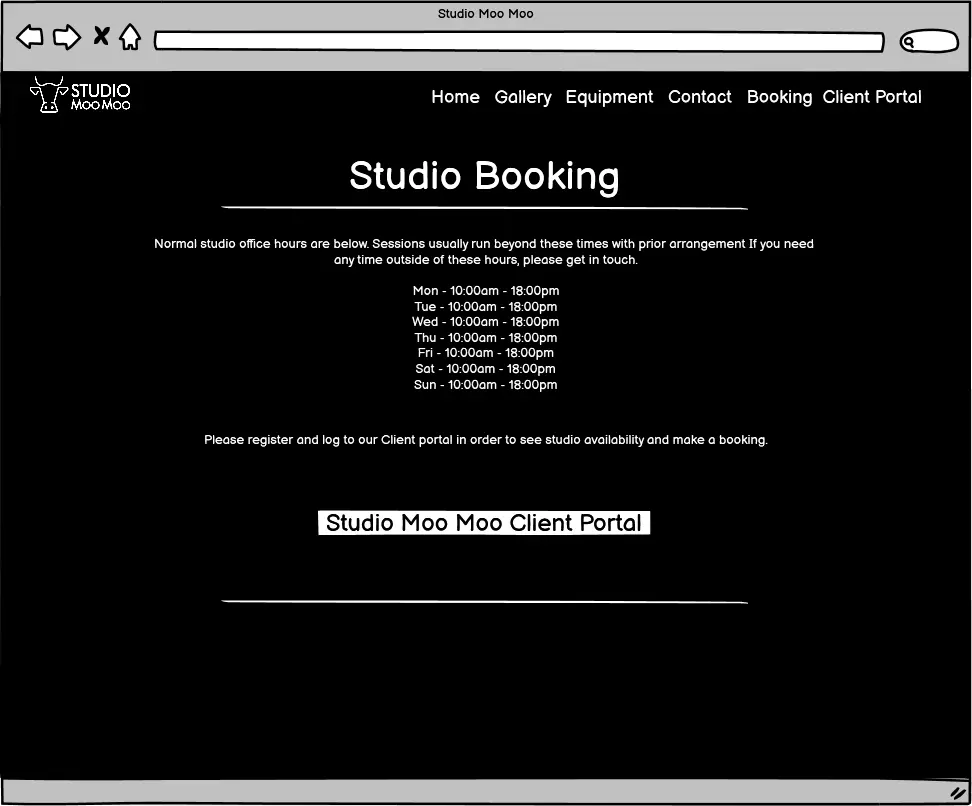 Studio Moo Moo
STUDIO
Moo Moo
Home Gallery Equipment Contact Booking Client Portal
Studio Booking
Normal studio office hours are below. Sessions usually run beyond these times with prior arrangement If you need
any time outside of these hours, please get in touch.
Mon - 10:00am - 18:00pm
Tue - 10:00am - 18:00pm
Wed - 10:00am - 18:00pm
Thu - 10:00am - 18:00pm
Fri - 10:00am - 18:00pm
Sat - 10:00am - 18:00pm
Sun - 10:00am - 18:00pm
Please register and log to our Client portal in order to see studio availability and make a booking.
Studio Moo Moo Client Portal